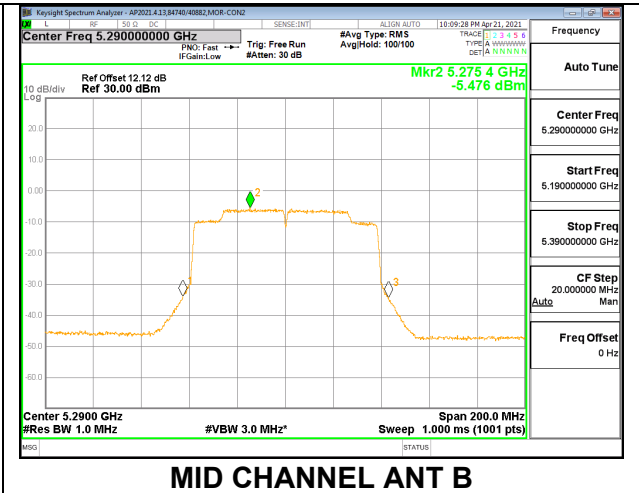 Keysight Spectrum Analyzer - AP2021.4.13,84740/40882,MOR-CON2
LXI L RF 50 Ω DC SENSE:INT ALIGN AUTO 10:09:28 PM Apr 21, 2021
Center Freq 5.290000000 GHz
PNO: Fast
IFGain:Low
Trig: Free Run
#Atten: 30 dB
#Avg Type: RMS
Avg|Hold: 100/100
TRACE 1 2 3 4 5 6
TYPE A WWWWW
DET A N N N N N
Frequency
Ref Offset 12.12 dB
10 dB/div Ref 30.00 dBm
Log
Mkr2 5.275 4 GHz
-5.476 dBm
20.0
10.0
0.00
-10.0
-20.0
-30.0
-40.0
-50.0
-60.0
2
3
Center 5.2900 GHz
#Res BW 1.0 MHz
#VBW 3.0 MHz*
Span 200.0 MHz
Sweep 1.000 ms (1001 pts)
MSG
STATUS
Auto Tune
Center Freq
5.290000000 GHz
Start Freq
5.190000000 GHz
Stop Freq
5.390000000 GHz
CF Step
20.000000 MHz
Auto Man
Freq Offset
0 Hz
MID CHANNEL ANT B